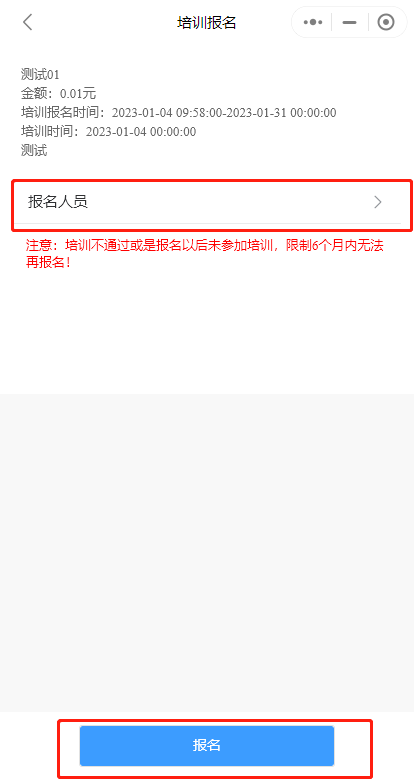 培训报名
测试01
金额：0.01元
培训报名时间：2023-01-04 09:58:00-2023-01-31 00:00:00
培训时间：2023-01-04 00:00:00
测试
报名人员
注意：培训不通过或是报名以后未参加培训，限制6个月内无法
再报名！
报名